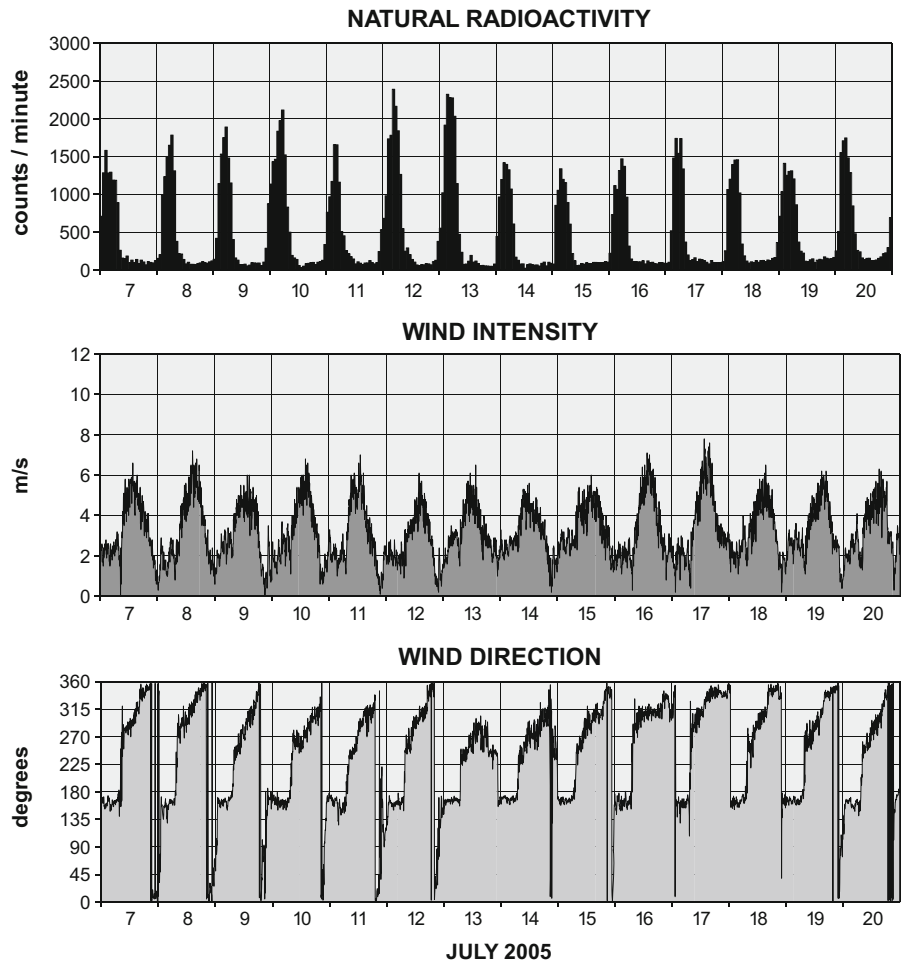 NATURAL RADIOACTIVITY
counts / minute
3000
2500
2000
1500
1000
500
0
7 8 9 10 11 12 13 14 15 16 17 18 19 20
WIND INTENSITY
m/s
12
10
8
6
4
2
0
7 8 9 10 11 12 13 14 15 16 17 18 19 20
WIND DIRECTION
degrees
360
315
270
225
180
135
90
45
0
7 8 9 10 11 12 13 14 15 16 17 18 19 20
JULY 2005